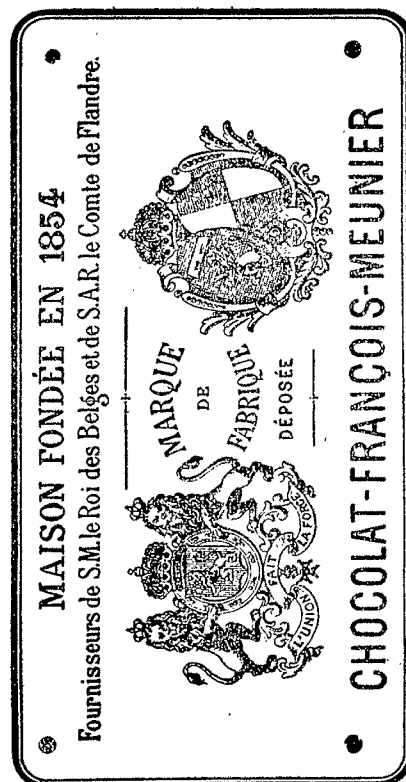 MAISON FONDÉE EN 1854
Fournisseurs de S.M. le Roi des Belges et de S.A.R. le Comte de Flandre.
MARQUE
DE
FABRIQUE
DÉPOSÉE
L'UNION FAIT LA FORCE
CHOCOLAT-FRANÇOIS-MEUNIER